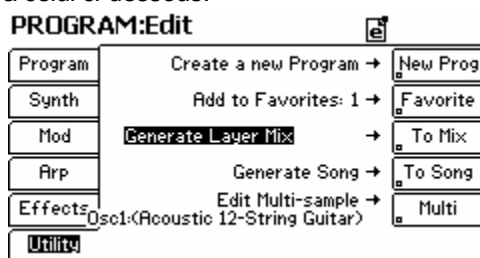 PROGRAM:Edit e
Program Create a new Program → New Prog
Synth Add to Favorites: 1 → Favorite
Mod Generate Layer Mix → To Mix
Arp Generate Song → To Song
Effects Edit Multi-sample → Multi
Osc1:(Acoustic 12-String Guitar)
Utility